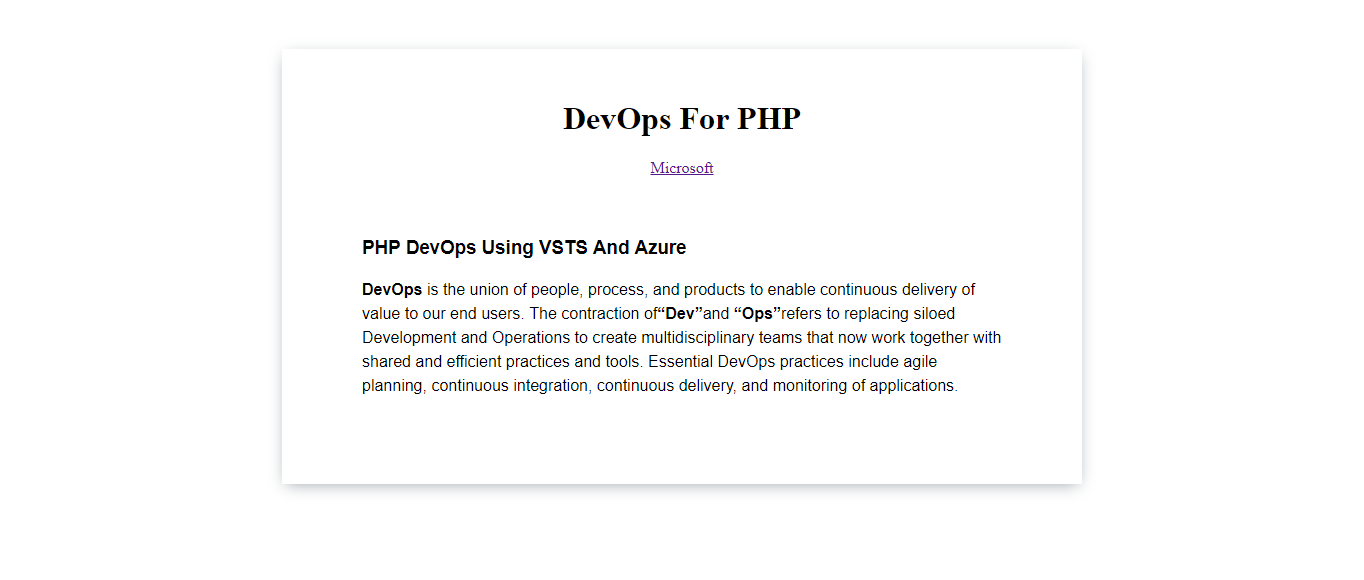 DevOps For PHP
Microsoft
PHP DevOps Using VSTS And Azure
DevOps is the union of people, process, and products to enable continuous delivery of
value to our end users. The contraction of“Dev”and “Ops”refers to replacing siloed
Development and Operations to create multidisciplinary teams that now work together with
shared and efficient practices and tools. Essential DevOps practices include agile
planning, continuous integration, continuous delivery, and monitoring of applications.